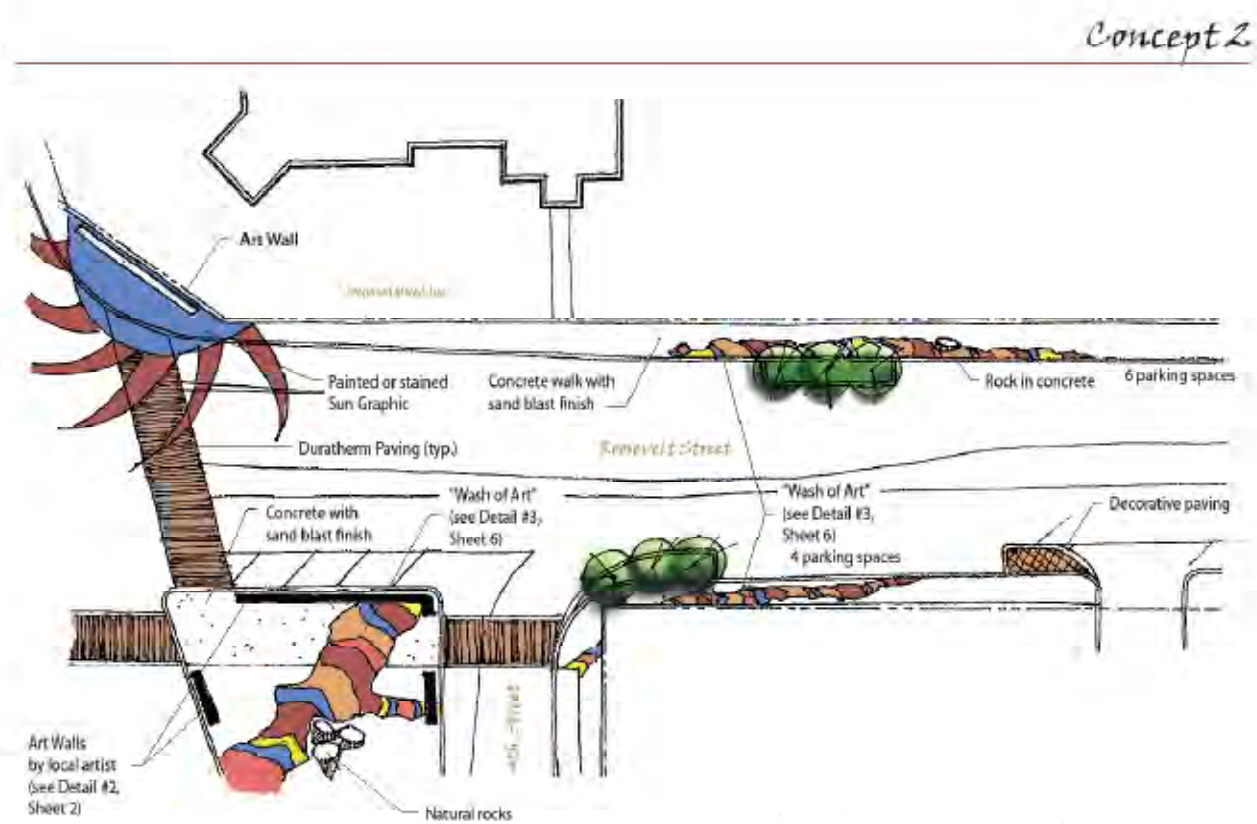 Concept 2
Art Wall
Painted or stained
Sun Graphic
Concrete walk with
sand blast finish
Rock in concrete
6 parking spaces
Duratherm Paving (typ.)
Roosevelt Street
"Wash of Art"
(see Detail #3,
Sheet 6)
Concrete with
sand blast finish
"Wash of Art"
(see Detail #3,
Sheet 6)
4 parking spaces
Decorative paving
Art Walls
by local artist
(see Detail #2,
Sheet 2)
Natural rocks
Street